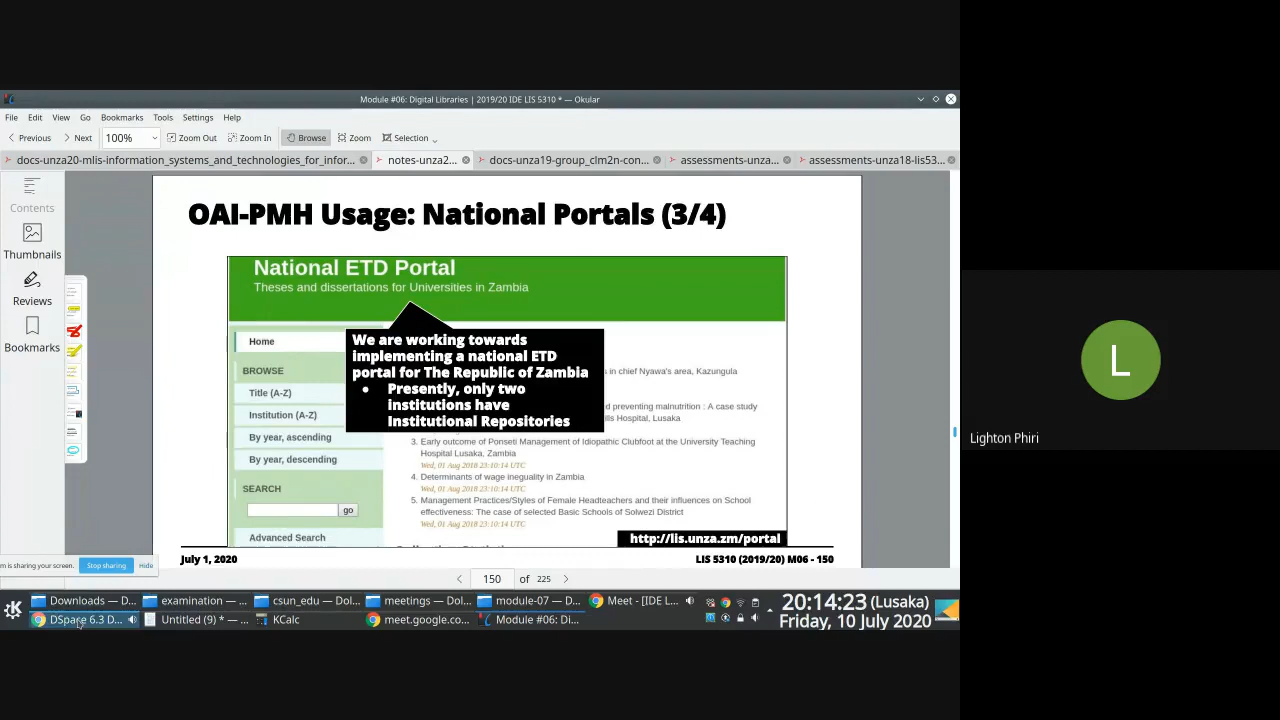 Module #06: Digital Libraries | 2019/20 IDE LIS 5310 * — Okular
File Edit View Go Bookmarks Tools Settings Help
Previous Next 100% Zoom Out Zoom In Browse Zoom Selection
docs-unza20-mlis-information_systems_and_technologies_for_infor... notes-unza2... docs-unza19-group_clm2n-con... assessments-unza... assessments-unza18-lis53...
Contents
Thumbnails
Reviews
Bookmarks
OAI-PMH Usage: National Portals (3/4)
National ETD Portal
Theses and dissertations for Universities in Zambia
Home
BROWSE
Title (A-Z)
Institution (A-Z)
By year, ascending
By year, descending
SEARCH
go
Advanced Search
We are working towards
implementing a national ETD
portal for The Republic of Zambia
● Presently, only two
institutions have
Institutional Repositories
s in chief Nyawa's area, Kazungula
d preventing malnutrition : A case study
lls Hospital, Lusaka
3. Early outcome of Ponseti Management of Idiopathic Clubfoot at the University Teaching
Hospital Lusaka, Zambia
Wed, 01 Aug 2018 23:10:14 UTC
4. Determinants of wage inequality in Zambia
Wed, 01 Aug 2018 23:10:14 UTC
5. Management Practices/Styles of Female Headteachers and their influences on School
effectiveness: The case of selected Basic Schools of Solwezi District
Wed, 01 Aug 2018 23:10:14 UTC
http://lis.unza.zm/portal
July 1, 2020 LIS 5310 (2019/20) M06 - 150
m is sharing your screen. Stop sharing Hide
150 of 225
Downloads — D... examination — ... csun_edu — Dol... meetings — Dol... module-07 — D... Meet - [IDE L...
DSpace 6.3 D... Untitled (9) * — ... KCalc meet.google.co... Module #06: Di...
20:14:23 (Lusaka)
Friday, 10 July 2020
L
Lighton Phiri